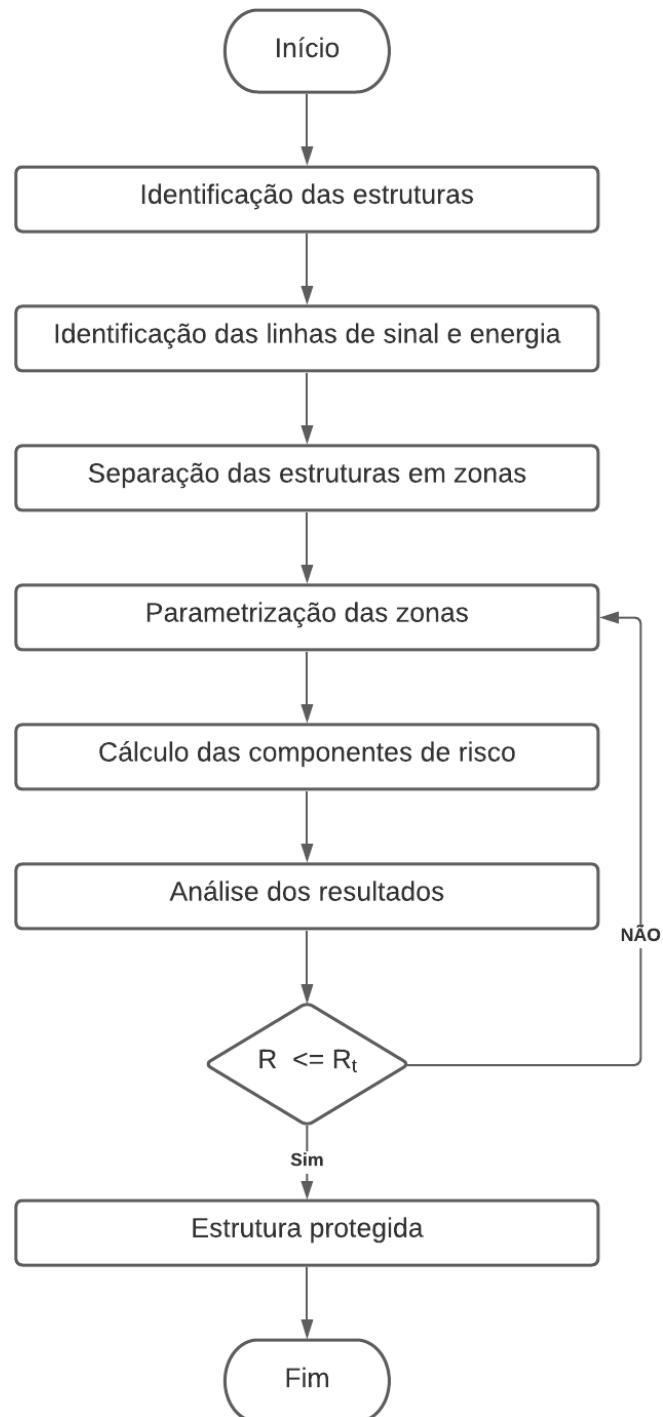 Início
Identificação das estruturas
Identificação das linhas de sinal e energia
Separação das estruturas em zonas
Parametrização das zonas
Cálculo das componentes de risco
Análise dos resultados
NÃO
R <= Rₜ
Sim
Estrutura protegida
Fim